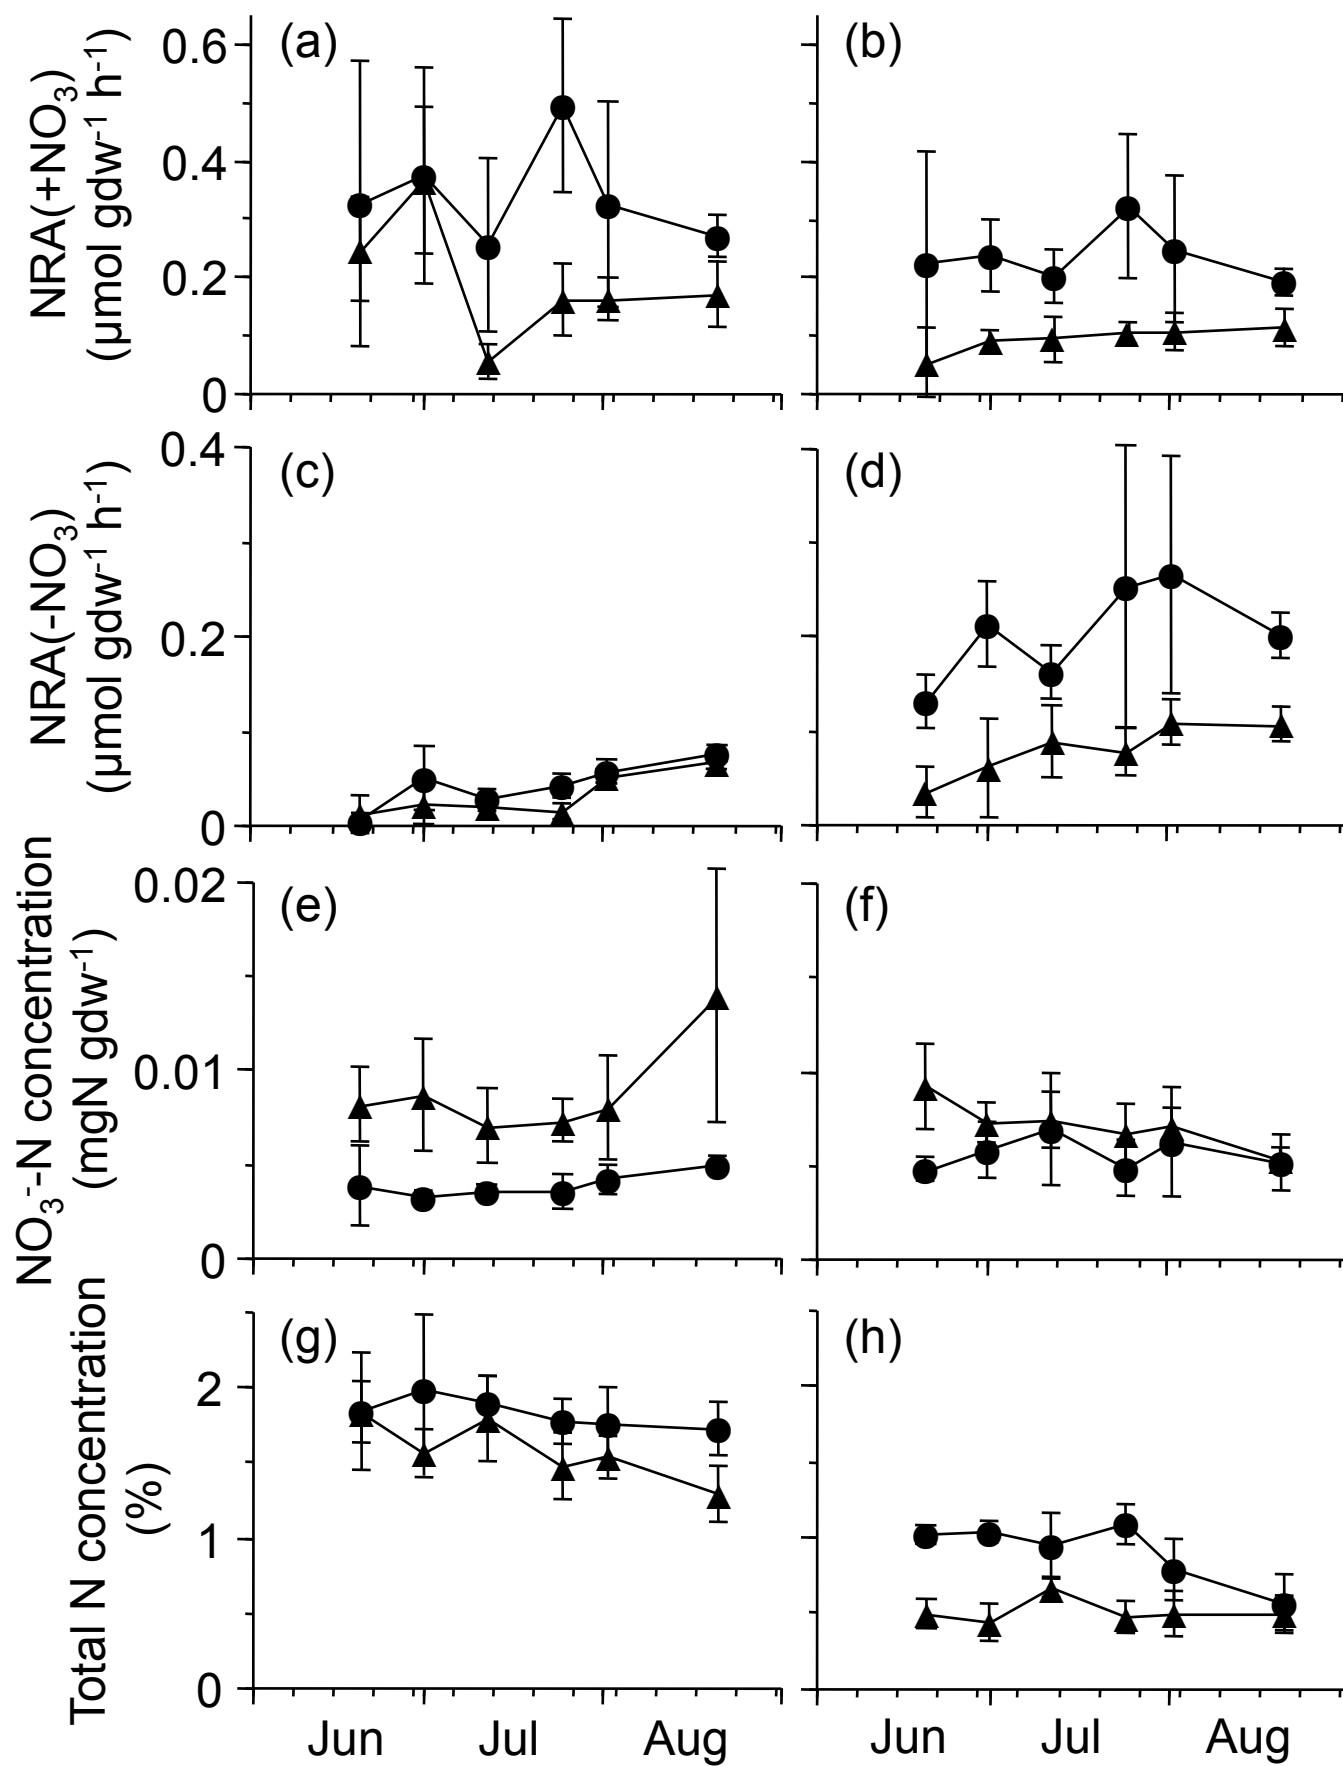 NRA(+NO₃)
(μmol gdw⁻¹ h⁻¹)
0.6
0.4
0.2
0
(a)
(b)
NRA(-NO₃)
(μmol gdw⁻¹ h⁻¹)
0.4
0.2
0
(c)
(d)
NO₃⁻-N concentration
(mgN gdw⁻¹)
0.02
0.01
0
(e)
(f)
Total N concentration
(%)
2
1
0
(g)
(h)
Jun Jul Aug
Jun Jul Aug